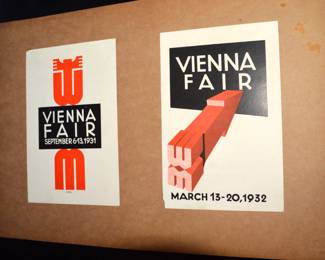 VIENNA
FAIR
SEPTEMBER 6-13, 1931
VIENNA
FAIR
MARCH 13-20, 1932